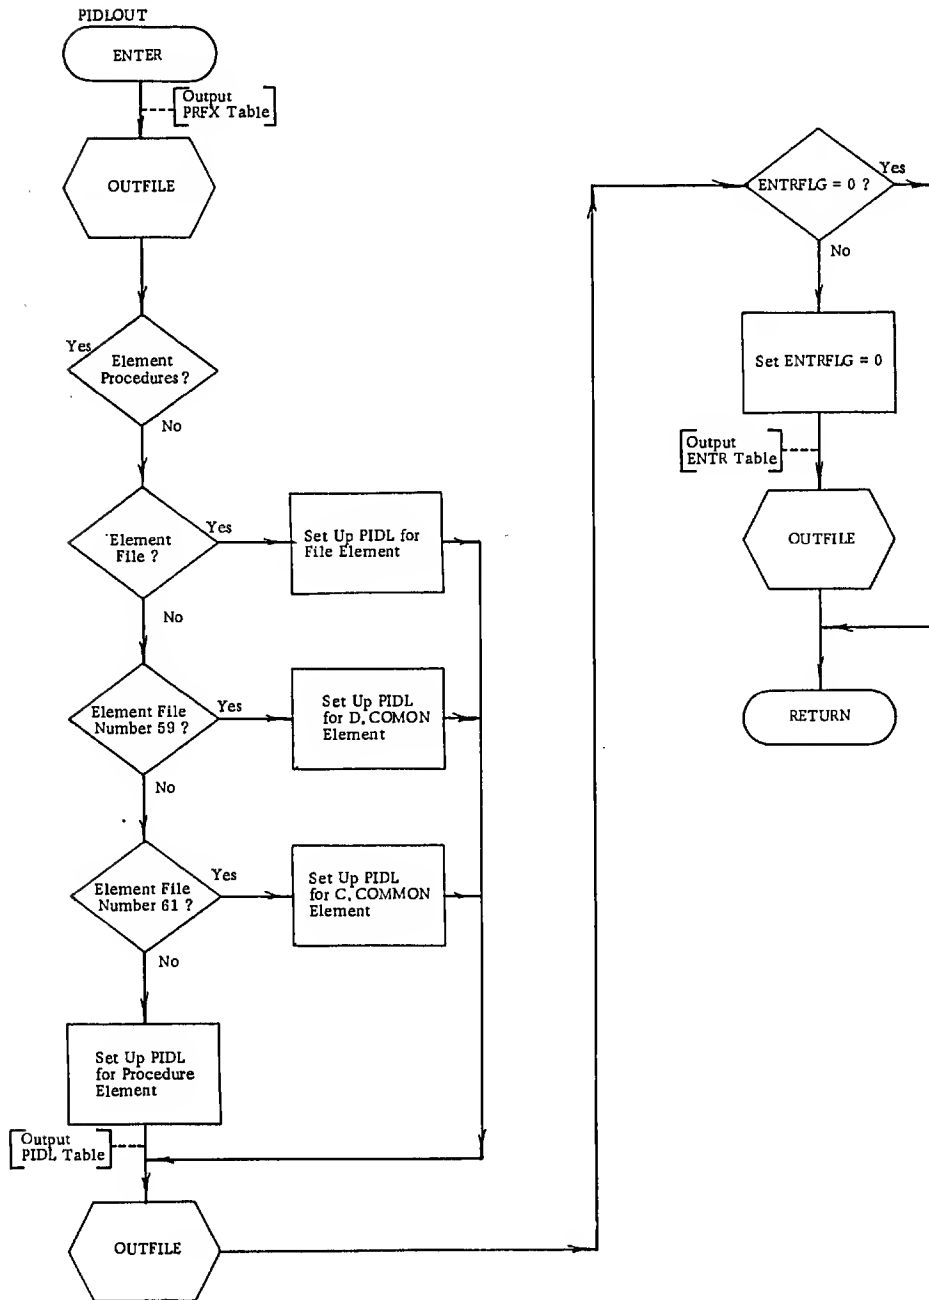 PIDLOUT
ENTER
Output
PRFX Table
OUTFILE
Yes
Element
Procedures ?
No
Element
File ?
Yes
Set Up PIDL for
File Element
No
Element File
Number 59 ?
Yes
Set Up PIDL
for D, COMON
Element
No
Element File
Number 61 ?
Yes
Set Up PIDL
for C, COMMON
Element
No
Set Up PIDL
for Procedure
Element
Output
PIDL Table
OUTFILE
ENTRFLG = 0 ?
Yes
No
Set ENTRFLG = 0
Output
ENTR Table
OUTFILE
RETURN